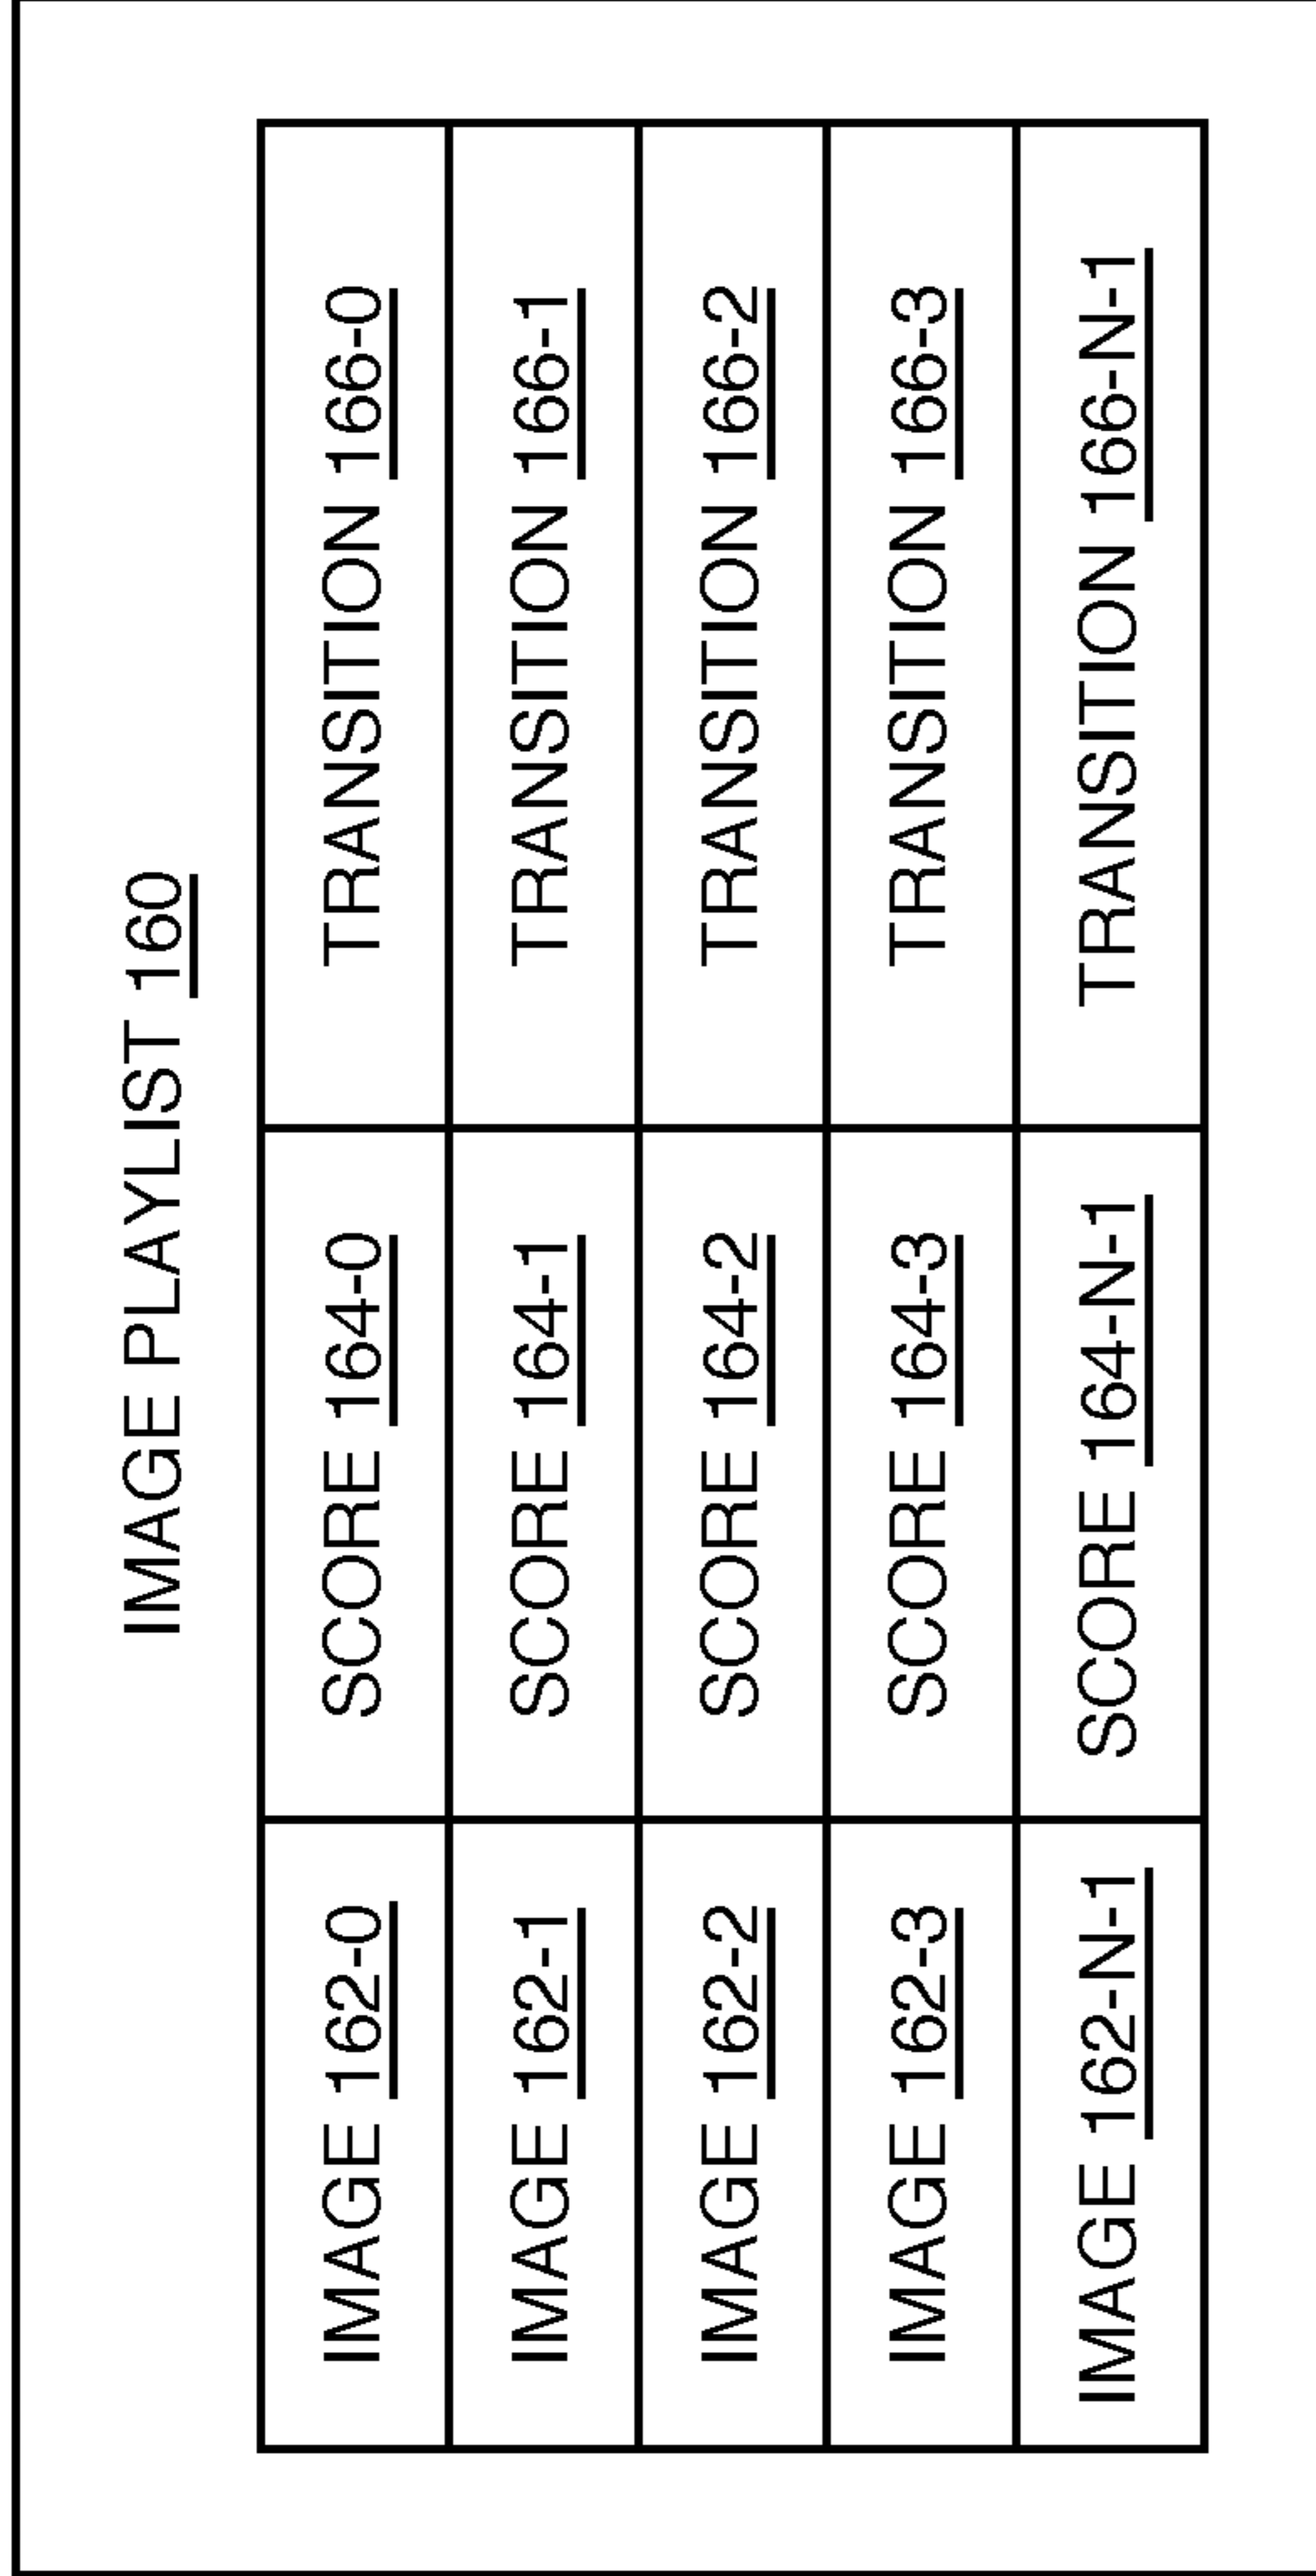 IMAGE PLAYLIST 160
IMAGE 162-0 SCORE 164-0 TRANSITION 166-0
IMAGE 162-1 SCORE 164-1 TRANSITION 166-1
IMAGE 162-2 SCORE 164-2 TRANSITION 166-2
IMAGE 162-3 SCORE 164-3 TRANSITION 166-3
IMAGE 162-N-1 SCORE 164-N-1 TRANSITION 166-N-1